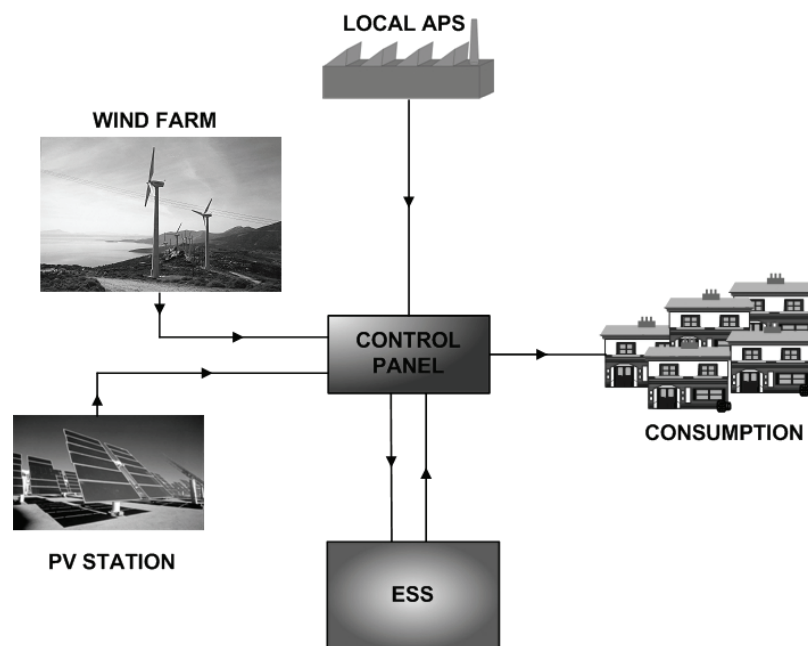 LOCAL APS
WIND FARM
CONTROL
PANEL
CONSUMPTION
PV STATION
ESS